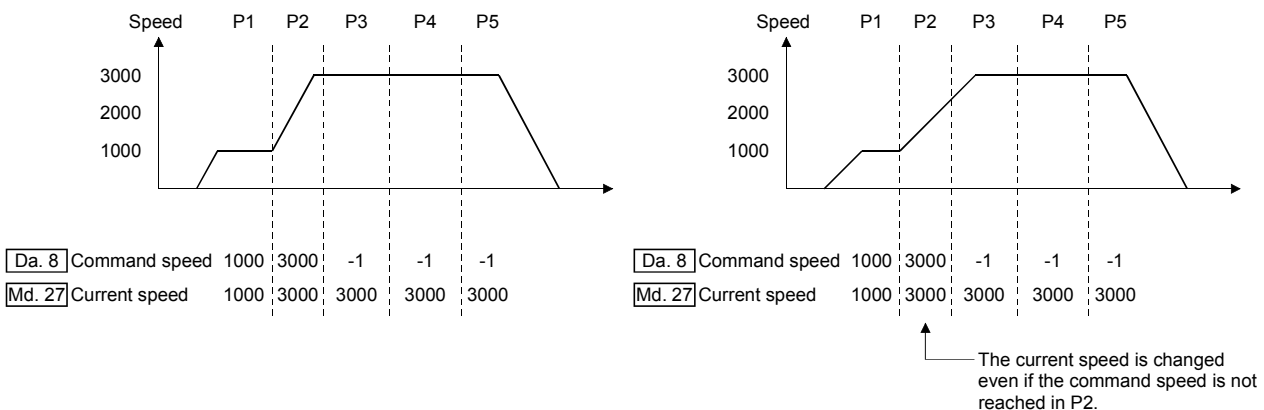 Speed P1 P2 P3 P4 P5
3000
2000
1000
Da. 8 Command speed 1000 3000 -1 -1 -1
Md. 27 Current speed 1000 3000 3000 3000 3000
Speed P1 P2 P3 P4 P5
3000
2000
1000
Da. 8 Command speed 1000 3000 -1 -1 -1
Md. 27 Current speed 1000 3000 3000 3000 3000
The current speed is changed
even if the command speed is not
reached in P2.